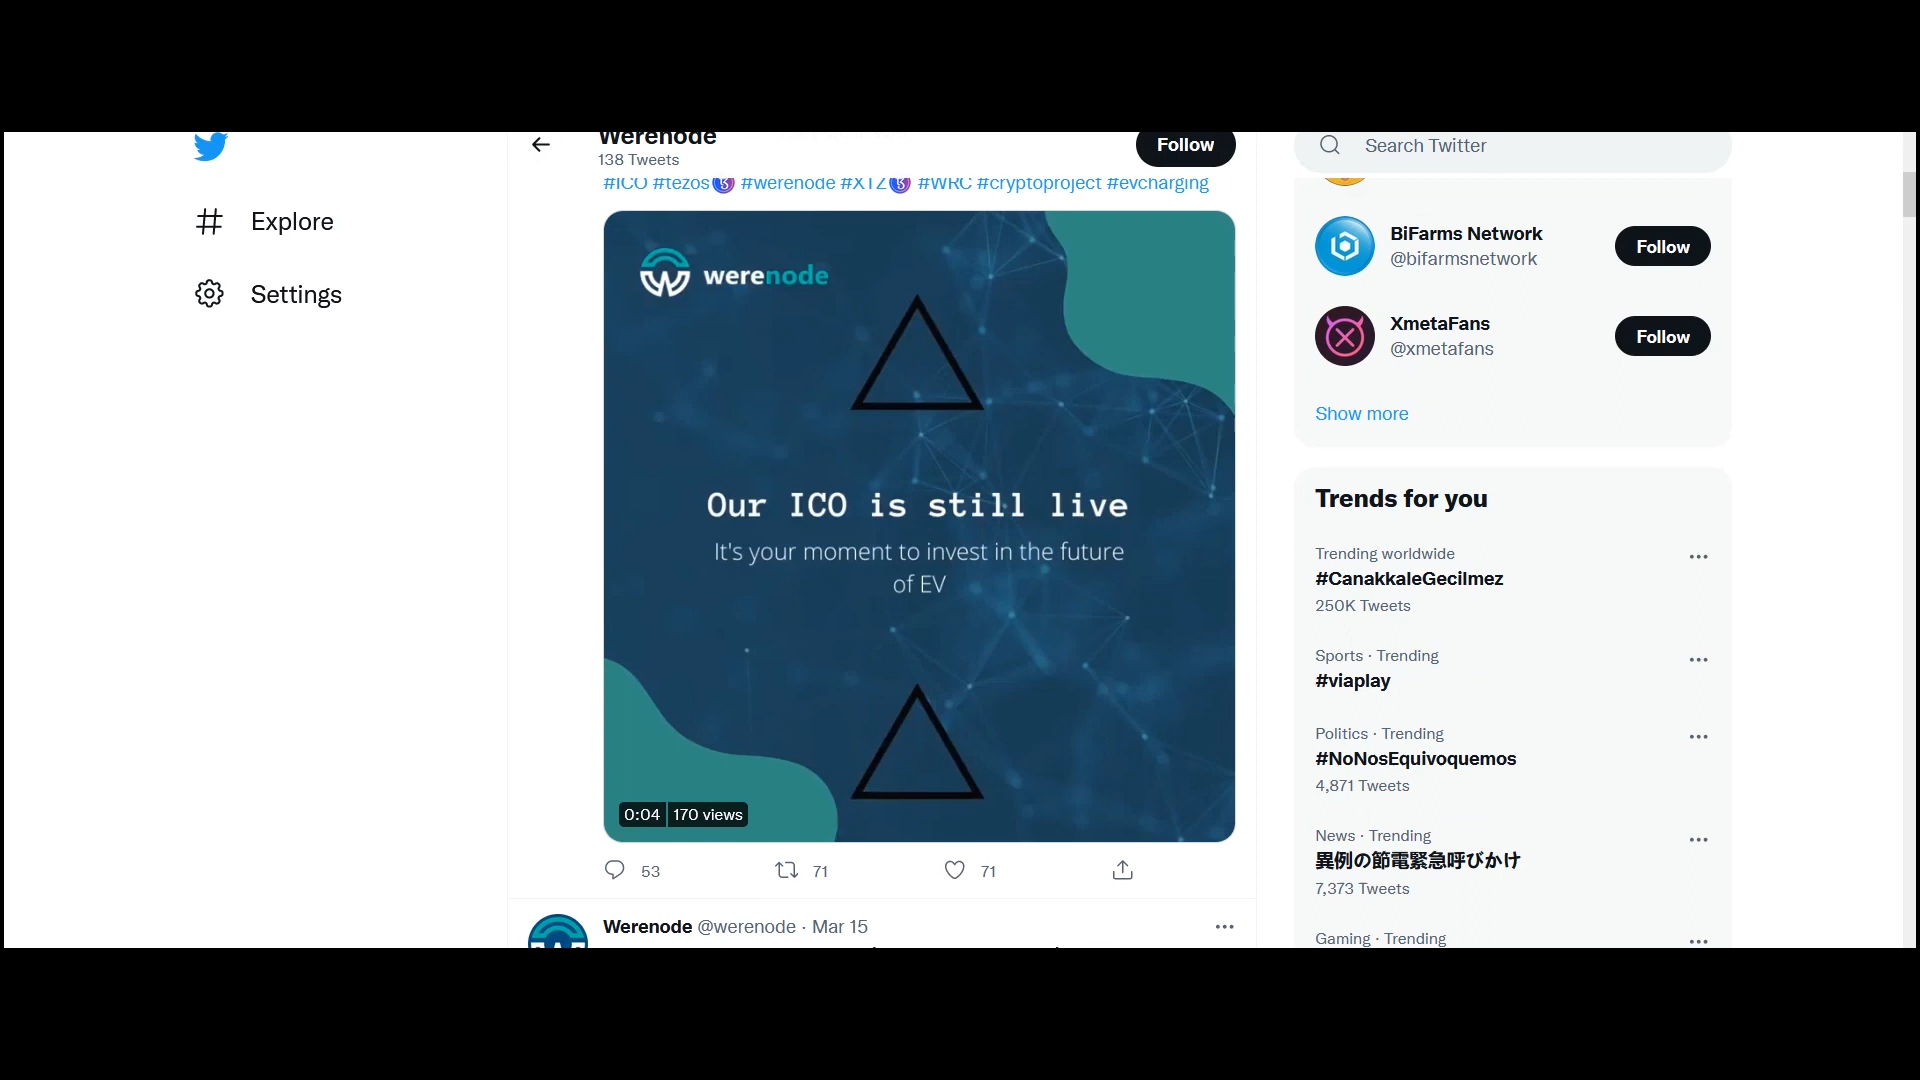 Werenode
138 Tweets
Follow
Search Twitter
Explore
Settings
#ICO #tezos #werenode #XTZ #WRC #cryptoproject #evcharging
werenode
Our ICO is still live
It's your moment to invest in the future
of EV
0:04
170 views
53
71
71
Werenode @werenode · Mar 15
BiFarms Network
@bifarmsnetwork
Follow
XmetaFans
@xmetafans
Follow
Show more
Trends for you
Trending worldwide
#CanakkaleGecilmez
250K Tweets
Sports · Trending
#viaplay
Politics · Trending
#NoNosEquivoquemos
4,871 Tweets
News · Trending
異例の節電緊急呼びかけ
7,373 Tweets
Gaming · Trending